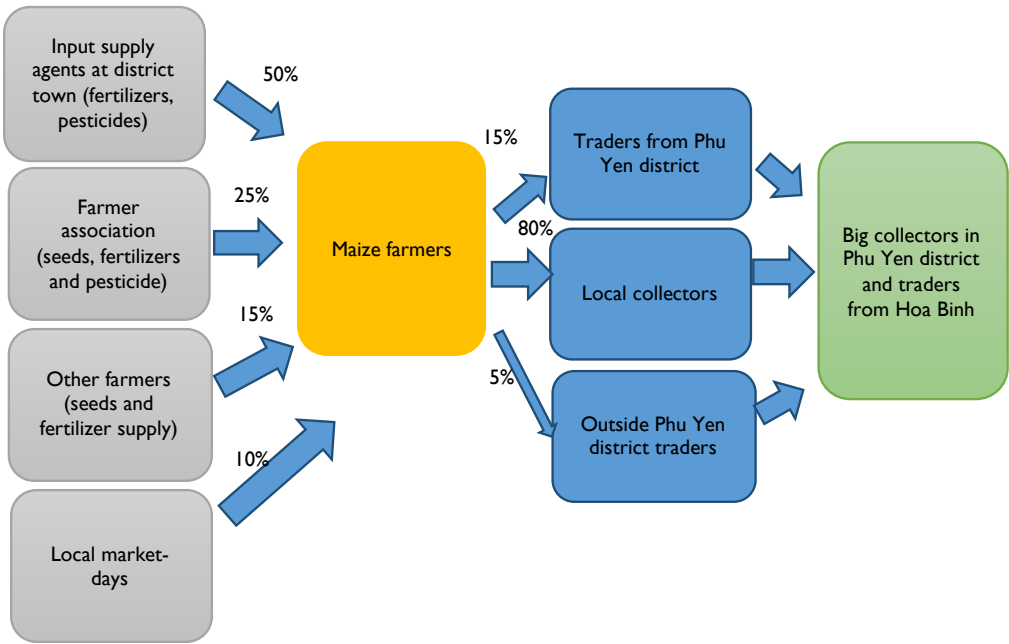 Input supply
agents at district
town (fertilizers,
pesticides)
50%
Farmer
association
(seeds, fertilizers
and pesticide)
25%
Other farmers
(seeds and
fertilizer supply)
15%
Local market-
days
10%
Maize farmers
15%
Traders from Phu
Yen district
80%
Local collectors
5%
Outside Phu Yen
district traders
Big collectors in
Phu Yen district
and traders
from Hoa Binh